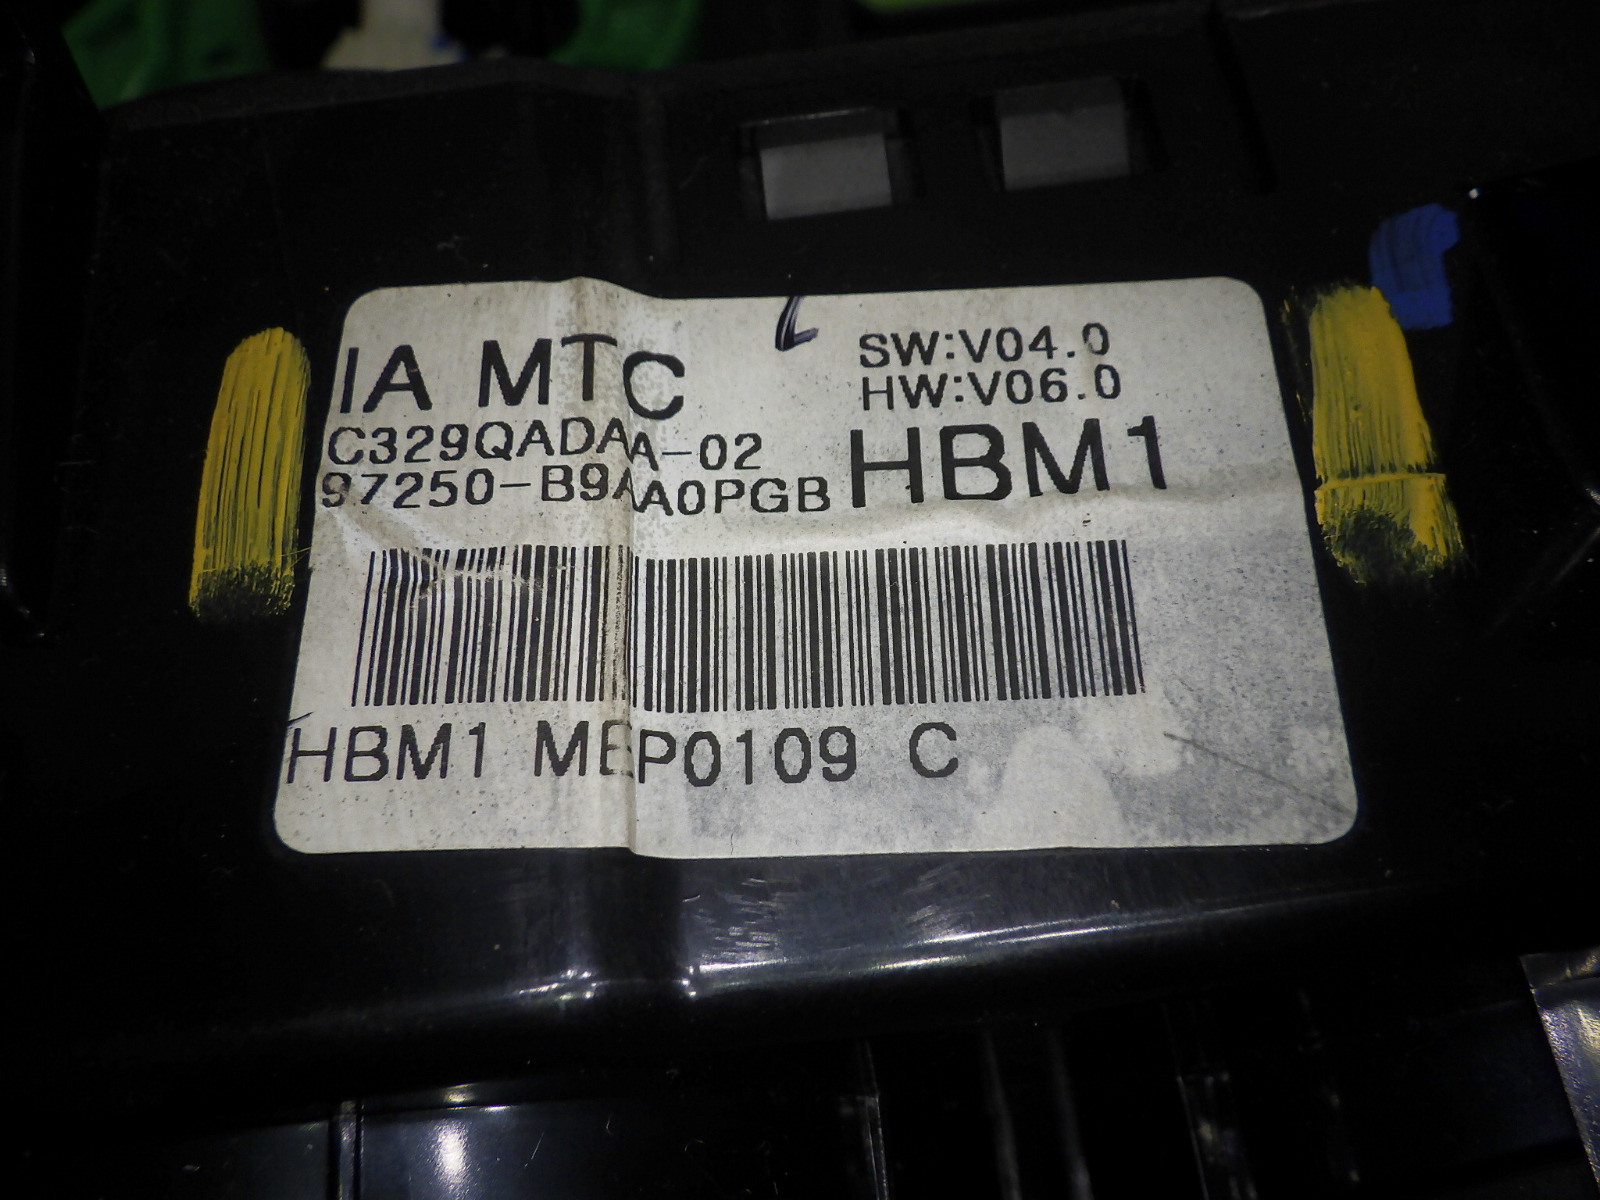 IA MTC
SW:V04.0
HW:V06.0
C329QADAA-02
97250-B9AA0PGB
HBM1
HBM1 MEP0109 C